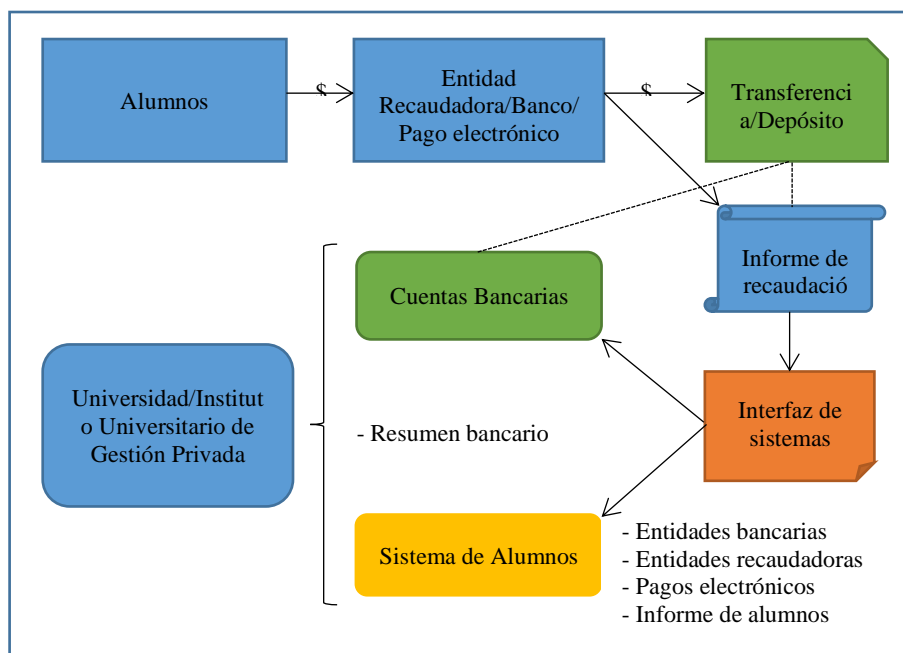 Alumnos
$
Entidad
Recaudadora/Banco/
Pago electrónico
$
Transferenci
a/Depósito
Informe de
recaudació
Cuentas Bancarias
Universidad/Institut
o Universitario de
Gestión Privada
- Resumen bancario
Interfaz de
sistemas
Sistema de Alumnos
- Entidades bancarias
- Entidades recaudadoras
- Pagos electrónicos
- Informe de alumnos